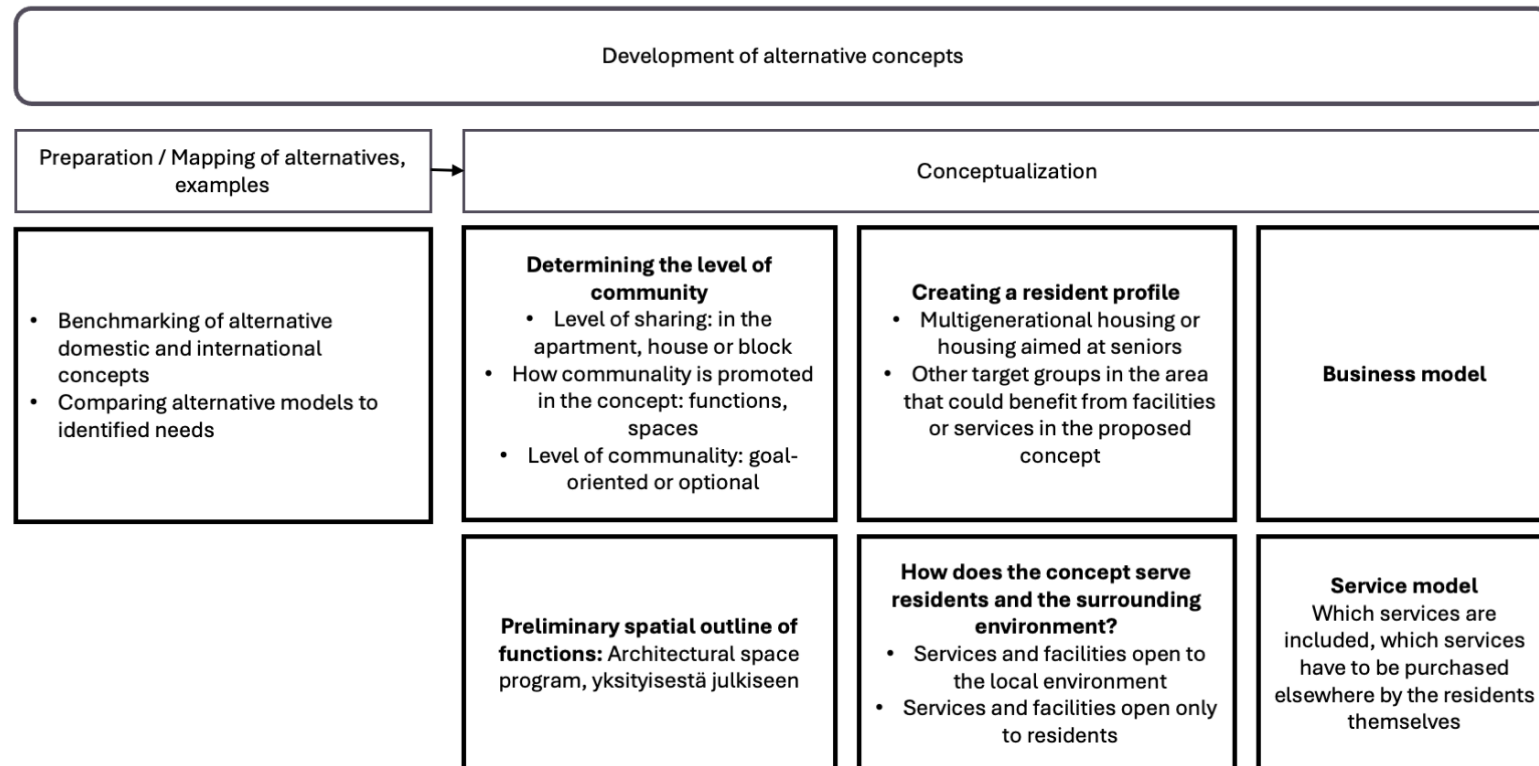 Development of alternative concepts
Preparation / Mapping of alternatives,
examples
Conceptualization
• Benchmarking of alternative
domestic and international
concepts
• Comparing alternative models to
identified needs
Determining the level of
community
• Level of sharing: in the
apartment, house or block
• How communality is promoted
in the concept: functions,
spaces
• Level of communality: goal-
oriented or optional
Creating a resident profile
• Multigenerational housing or
housing aimed at seniors
• Other target groups in the area
that could benefit from facilities
or services in the proposed
concept
Business model
Preliminary spatial outline of
functions: Architectural space
program, yksityisestä julkiseen
How does the concept serve
residents and the surrounding
environment?
• Services and facilities open to
the local environment
• Services and facilities open only
to residents
Service model
Which services are
included, which services
have to be purchased
elsewhere by the residents
themselves